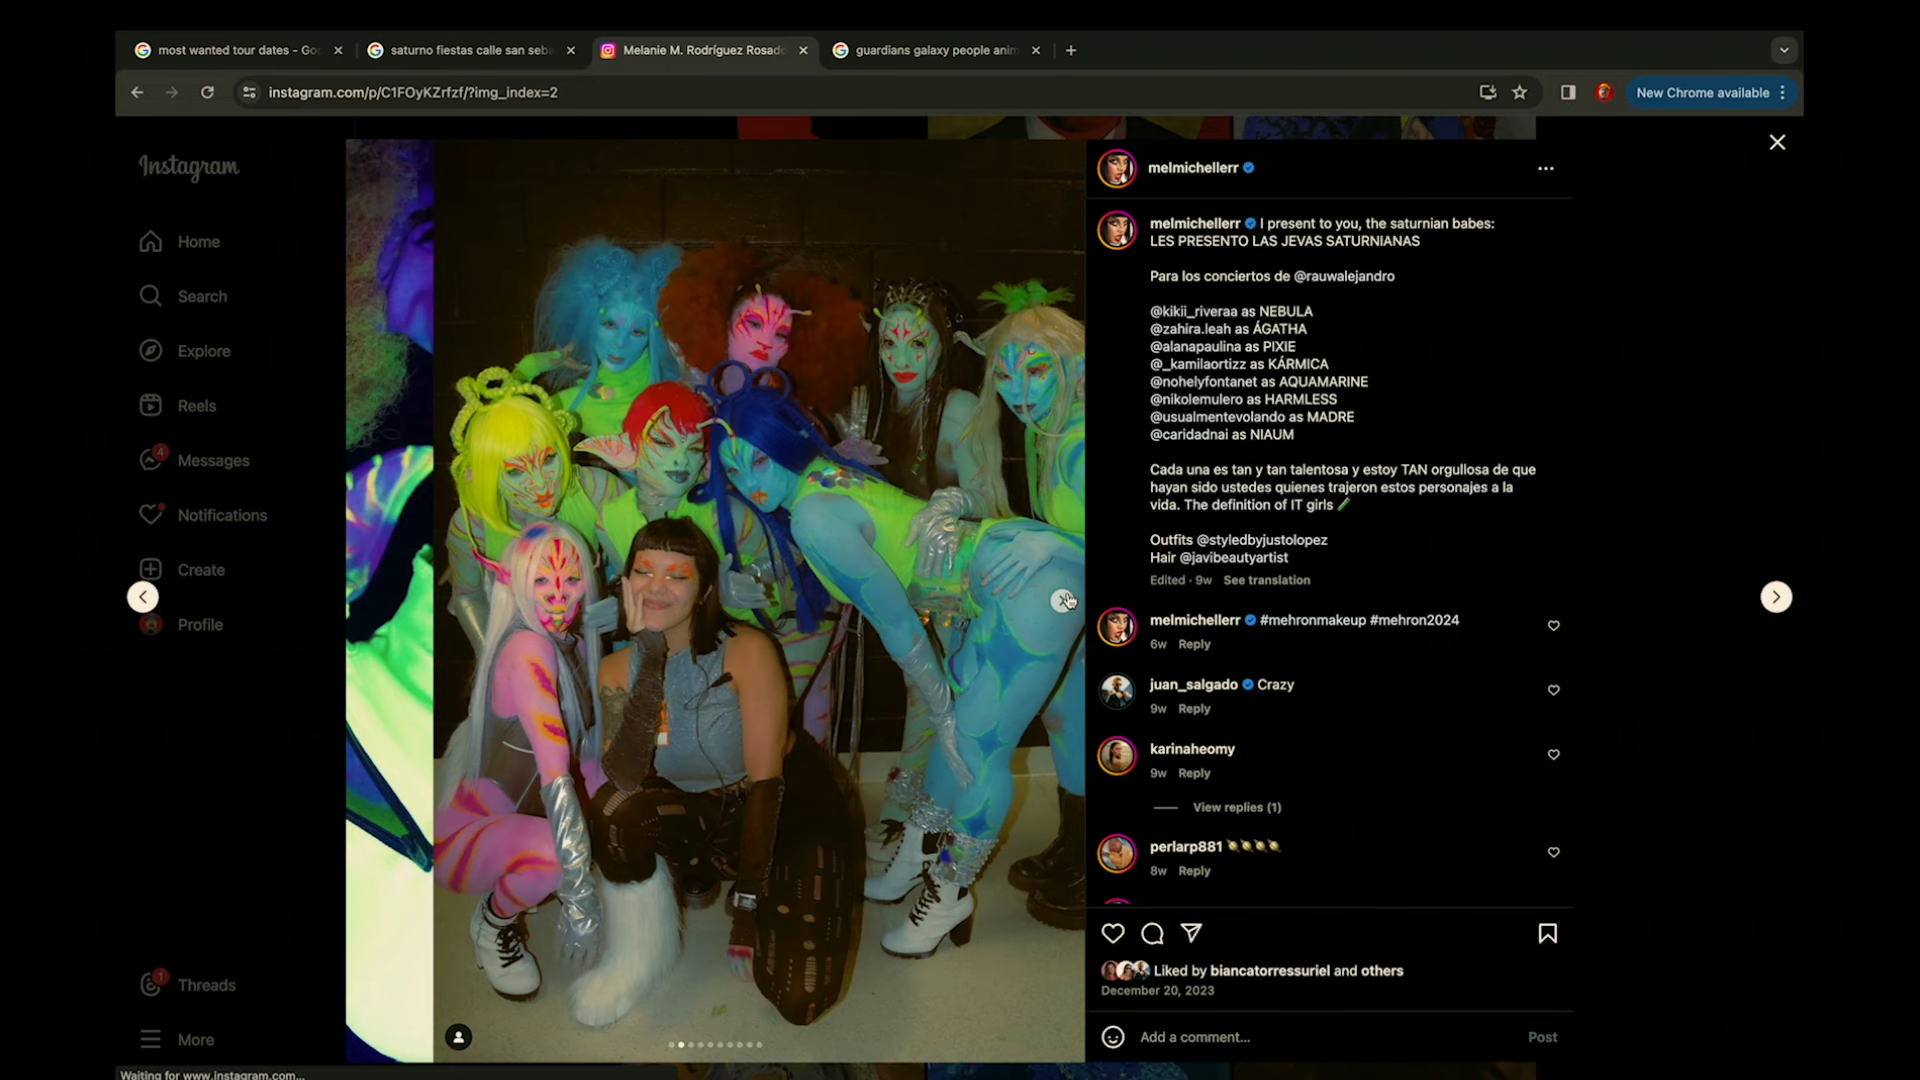 most wanted tour dates - Goo
saturno fiestas calle san seba
Melanie M. Rodríguez Rosado
guardians galaxy people anim
instagram.com/p/C1FOyKZrfzf/?img_index=2
New Chrome available
Instagram
Home
Search
Explore
Reels
4
Messages
Notifications
Create
Profile
1
Threads
More
melmichellerr
melmichellerr I present to you, the saturnian babes:
LES PRESENTO LAS JEVAS SATURNIANAS
Para los conciertos de @rauwalejandro
@kikii_riveraa as NEBULA
@zahira.leah as ÁGATHA
@alanapaulina as PIXIE
@_kamilaortizz as KÁRMICA
@nohelyfontanet as AQUAMARINE
@nikolemulero as HARMLESS
@usualmentevolando as MADRE
@caridadnai as NIAUM
Cada una es tan y tan talentosa y estoy TAN orgullosa de que
hayan sido ustedes quienes trajeron estos personajes a la
vida. The definition of IT girls
Outfits @styledbyjustolopez
Hair @javibeautyartist
Edited · 9w See translation
melmichellerr #mehronmakeup #mehron2024
6w Reply
juan_salgado Crazy
9w Reply
karinaheomy
9w Reply
View replies (1)
perlarp881
8w Reply
Liked by biancatorressuriel and others
December 20, 2023
Add a comment... Post
Waiting for www.instagram.com...